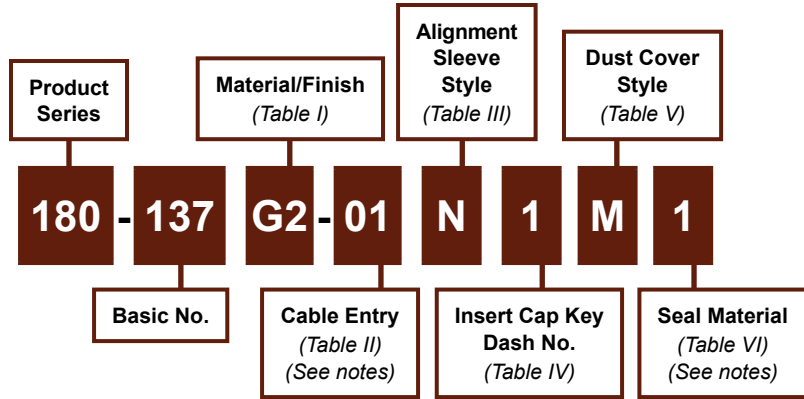 Product
Series
Material/Finish
(Table I)
Alignment
Sleeve
Style
(Table III)
Dust Cover
Style
(Table V)
180 - 137 G2 - 01 N 1 M 1
Basic No.
Cable Entry
(Table II)
(See notes)
Insert Cap Key
Dash No.
(Table IV)
Seal Material
(Table VI)
(See notes)